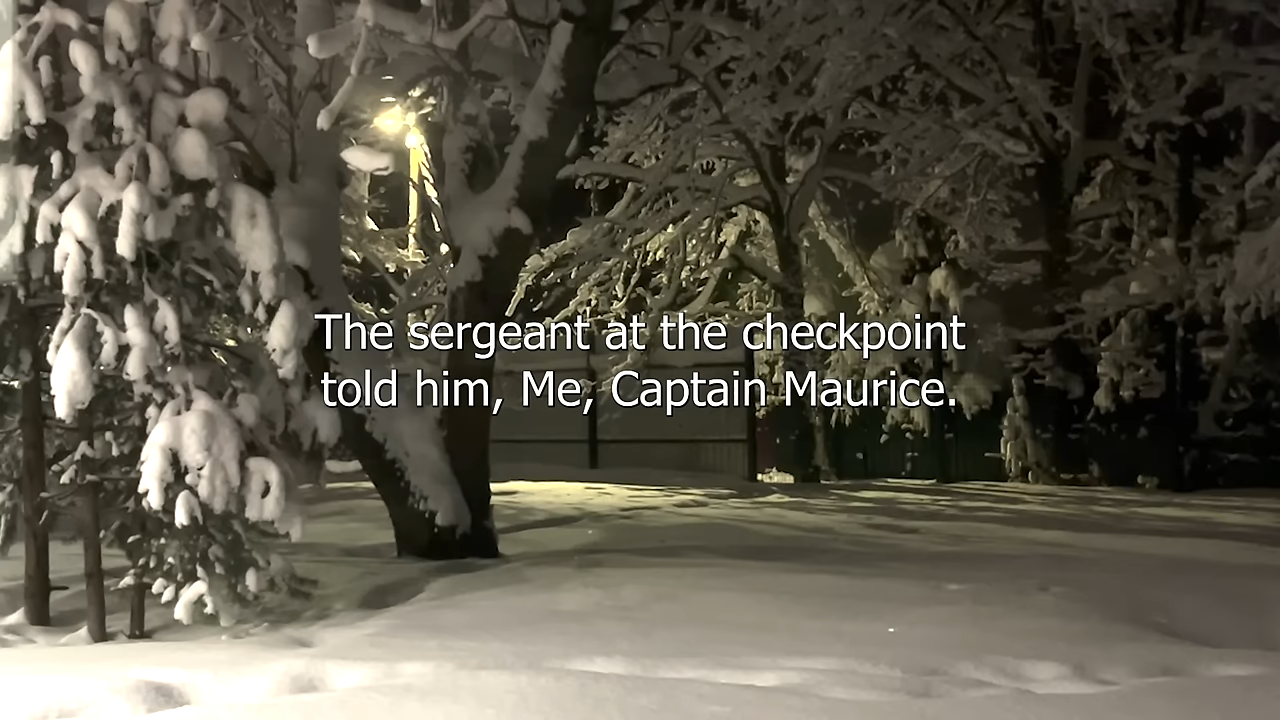 The sergeant at the checkpoint
told him, Me, Captain Maurice.